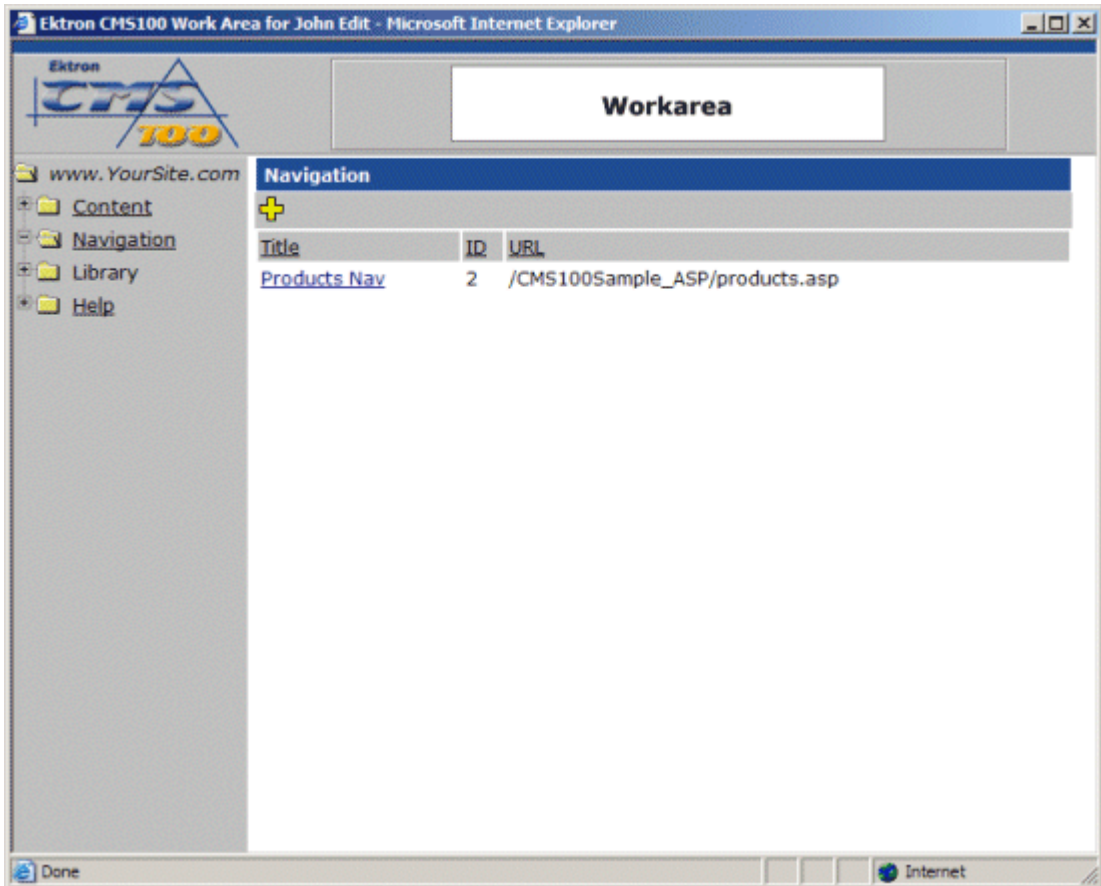 Ektron CMS100 Work Area for John Edit - Microsoft Internet Explorer
Ektron
CMS
100
Workarea
www.YourSite.com
Content
Navigation
Library
Help
Navigation
Title ID URL
Products Nav 2 /CMS100Sample_ASP/products.asp
Done
Internet